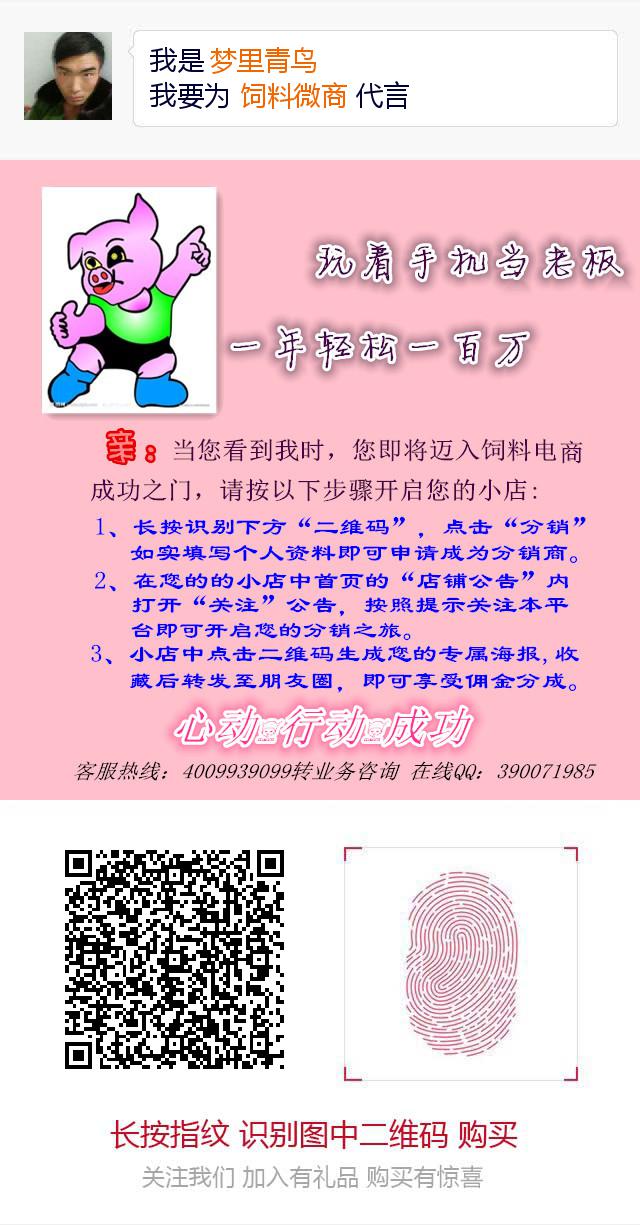 我是 梦里青鸟
我要为 饲料微商 代言
玩着手机当老板
一年轻松一百万
亲：当您看到我时，您即将迈入饲料电商
成功之门，请按以下步骤开启您的小店:
1、长按识别下方“二维码”，点击“分销”
如实填写个人资料即可申请成为分销商。
2、在您的的小店中首页的“店铺公告”内
打开“关注”公告，按照提示关注本平
台即可开启您的分销之旅。
3、小店中点击二维码生成您的专属海报,收
藏后转发至朋友圈，即可享受佣金分成。
心动 行动 成功
客服热线：4009939099转业务咨询 在线QQ：390071985
长按指纹 识别图中二维码 购买
关注我们 加入有礼品 购买有惊喜